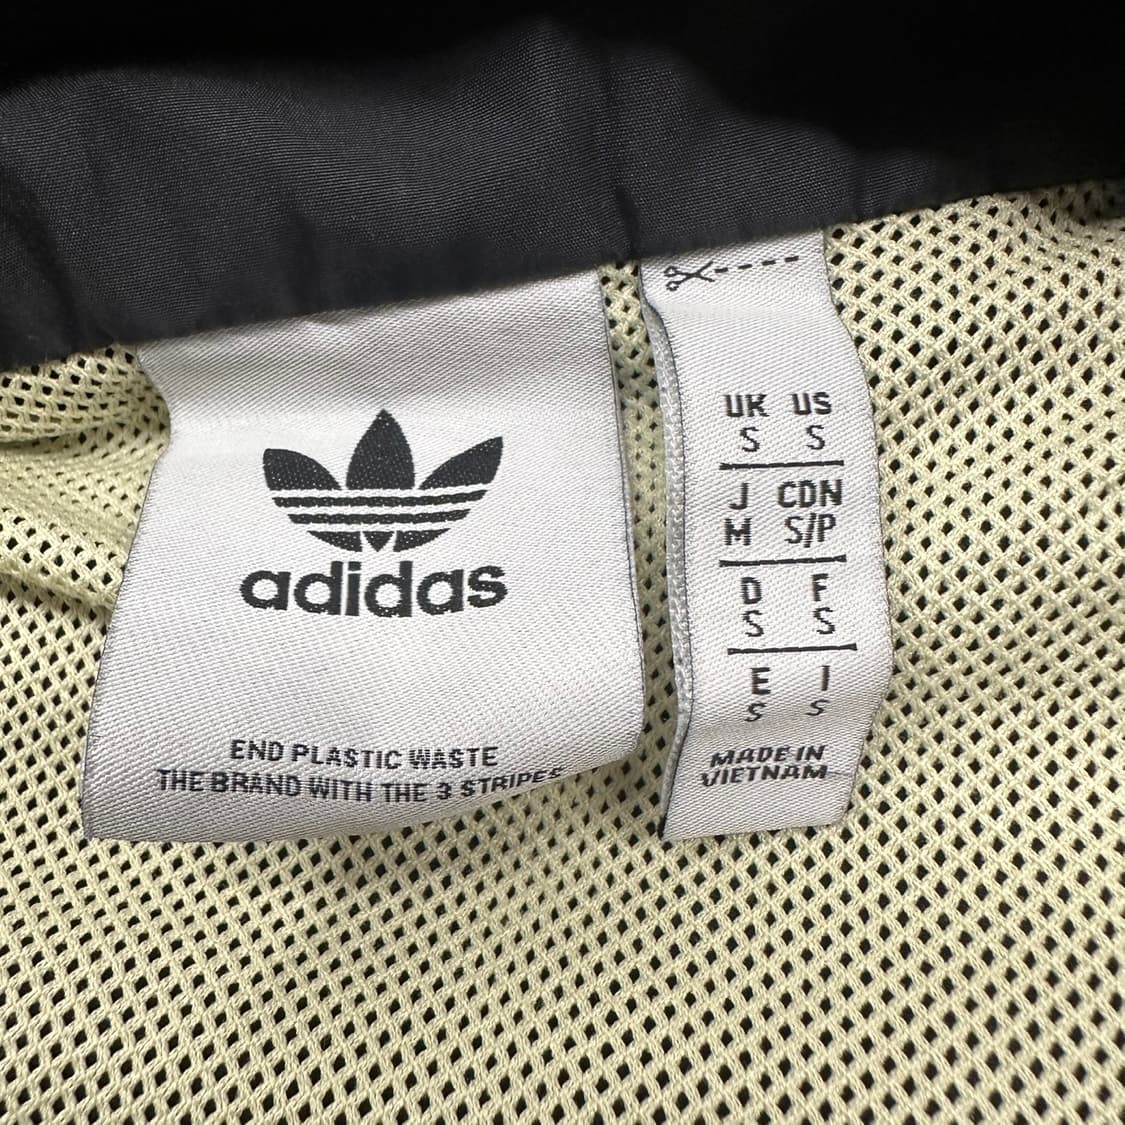 adidas
END PLASTIC WASTE
THE BRAND WITH THE 3 STRIPES
UK US
S S
J CDN
M S/P
D F
S S
E I
S S
MADE IN
VIETNAM